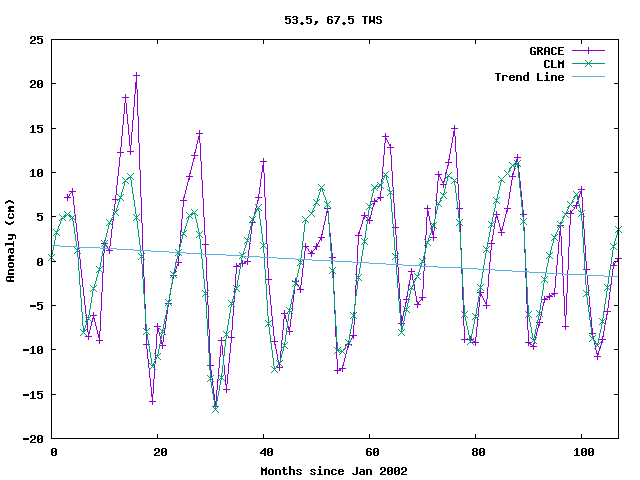 53.5, 67.5 TWS
GRACE
CLM
Trend Line
25
20
15
10
5
0
-5
-10
-15
-20
Anomaly (cm)
0 20 40 60 80 100
Months since Jan 2002